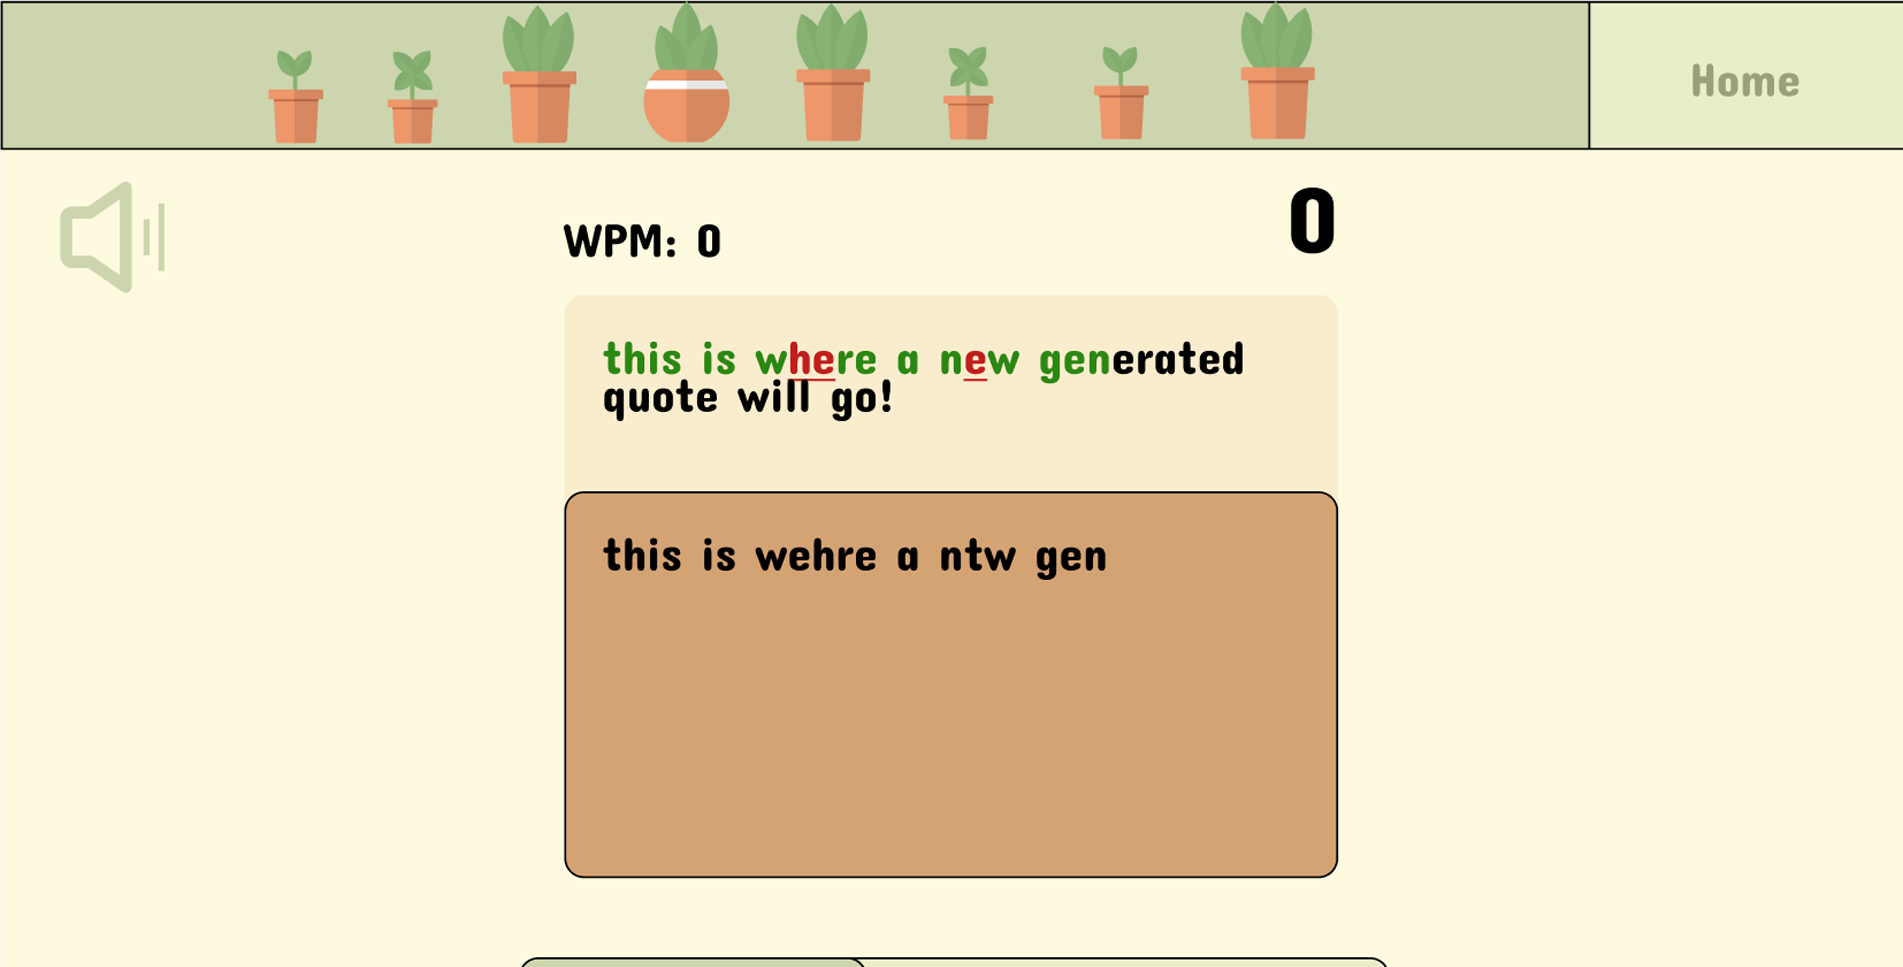 Home
WPM: 0
0
this is where a new generated
quote will go!
this is wehre a ntw gen